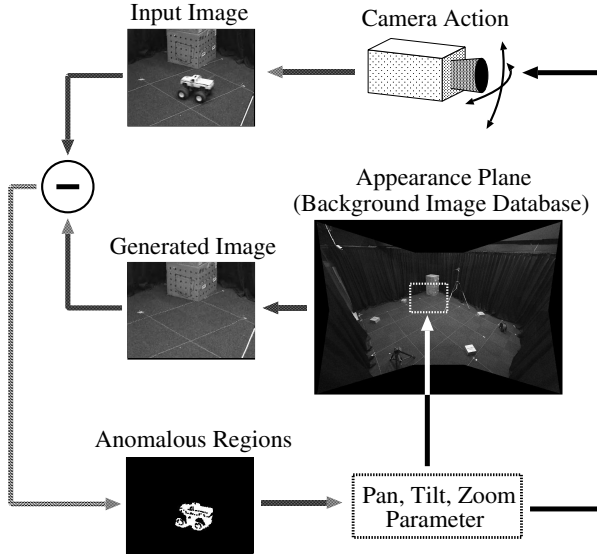 Input Image
Camera Action
Appearance Plane
(Background Image Database)
Generated Image
Anomalous Regions
Pan, Tilt, Zoom
Parameter